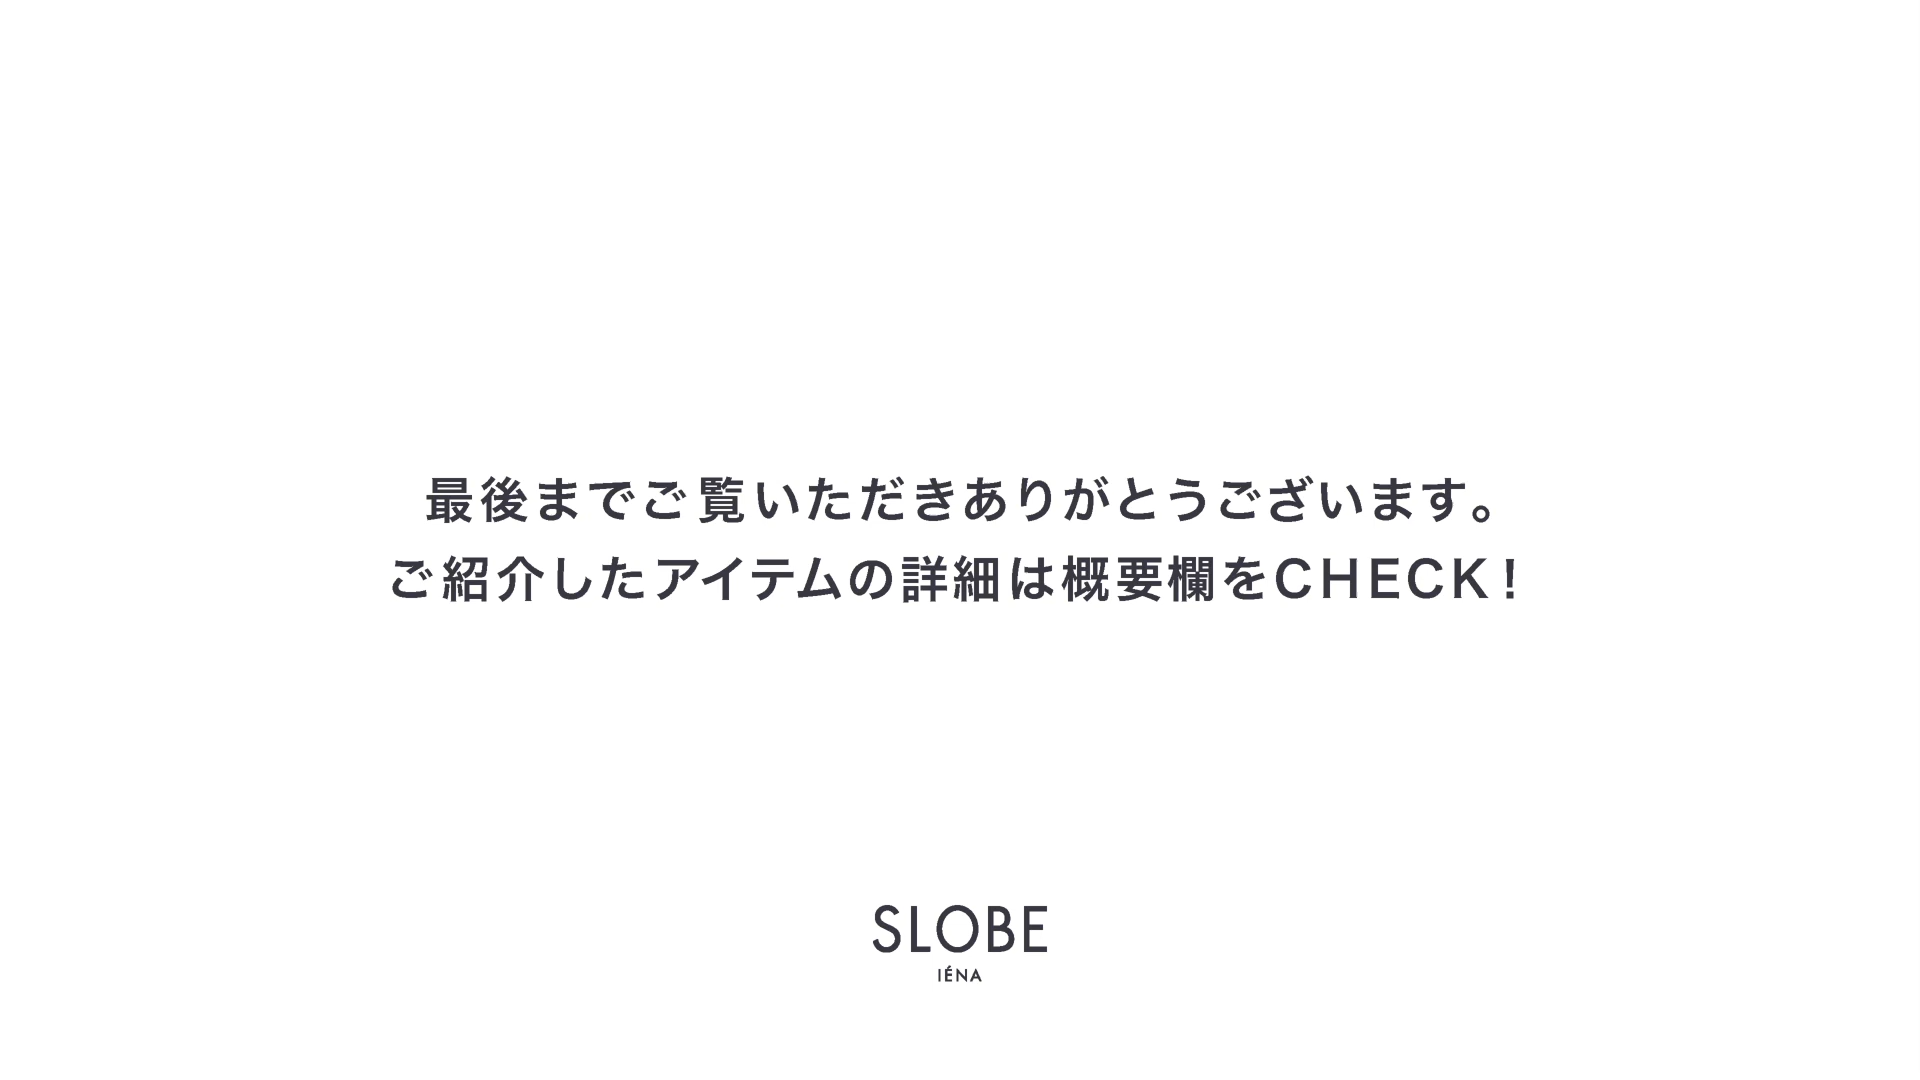 最後までご覧いただきありがとうございます。
ご紹介したアイテムの詳細は概要欄をCHECK!
SLOBE
IÉNA